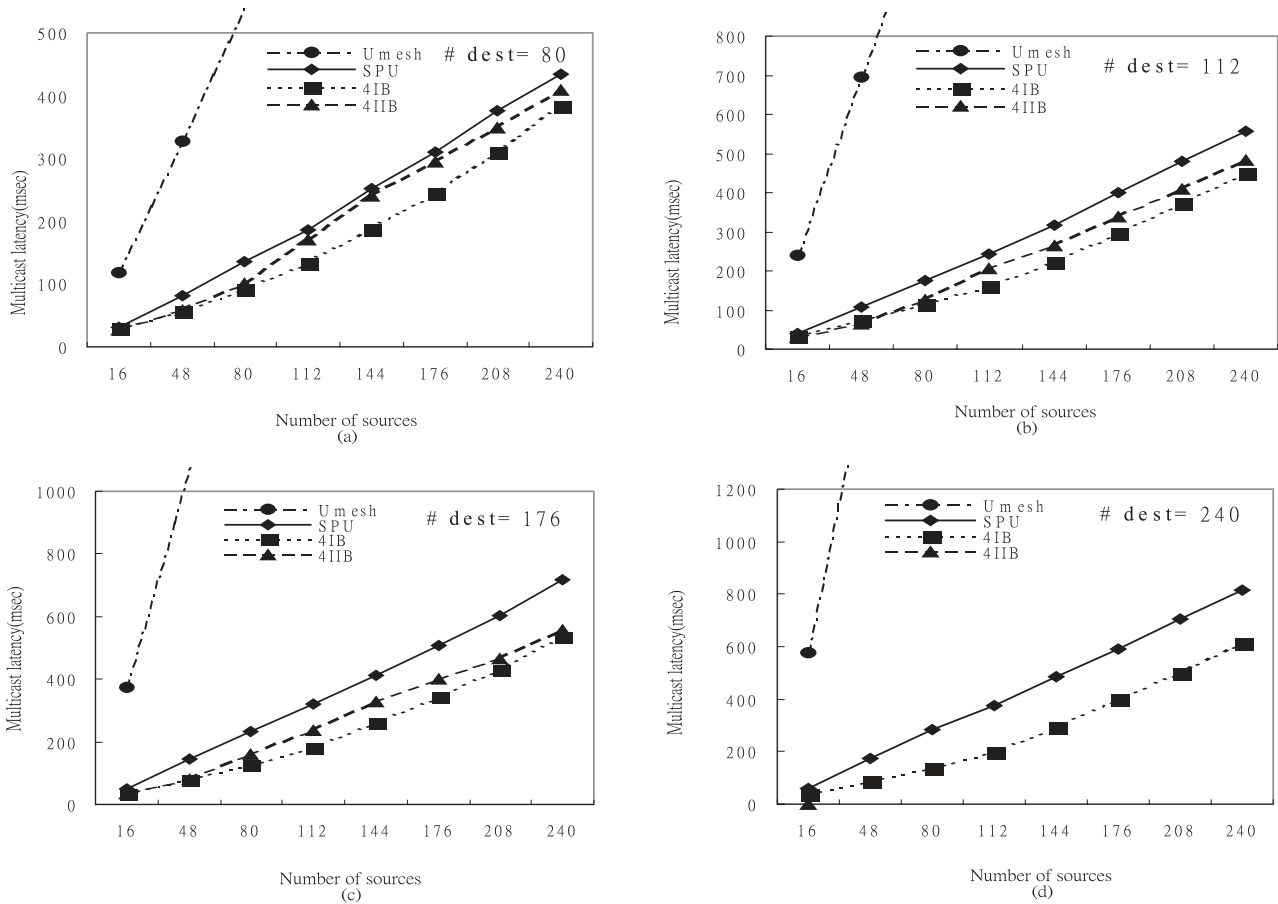 500
400
300
200
100
0
Multicast latency(msec)
Umesh
SPU
4IB
4IIB
# dest= 80
16 48 80 112 144 176 208 240
Number of sources
(a)
800
700
600
500
400
300
200
100
0
Multicast latency(msec)
Umesh
SPU
4IB
4IIB
# dest= 112
16 48 80 112 144 176 208 240
Number of sources
(b)
1000
800
600
400
200
0
Multicast latency(msec)
Umesh
SPU
4IB
4IIB
# dest= 176
16 48 80 112 144 176 208 240
Number of sources
(c)
1200
1000
800
600
400
200
0
Multicast latency(msec)
Umesh
SPU
4IB
4IIB
# dest= 240
16 48 80 112 144 176 208 240
Number of sources
(d)